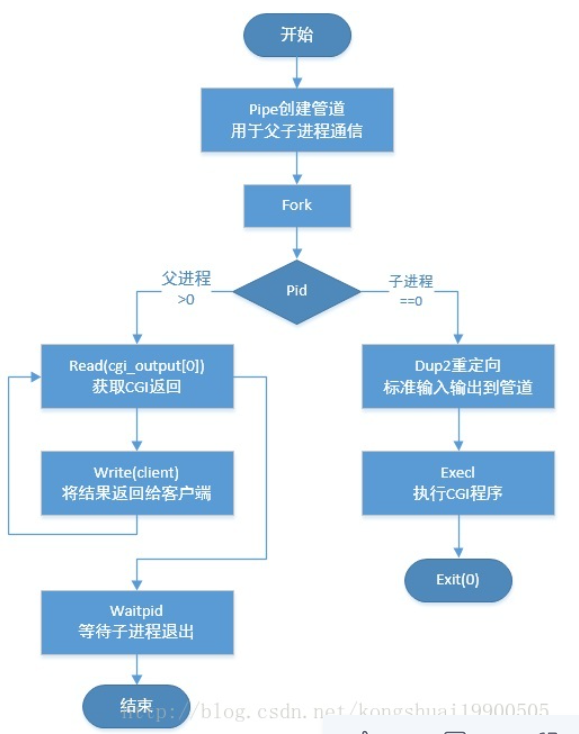 开始
Pipe创建管道
用于父子进程通信
Fork
父进程
>0
Pid
子进程
==0
Read(cgi_output[0])
获取CGI返回
Dup2重定向
标准输入输出到管道
Write(client)
将结果返回给客户端
Execl
执行CGI程序
Exit(0)
Waitpid
等待子进程退出
结束
http://blog.csdn.net/kongshuai19900505